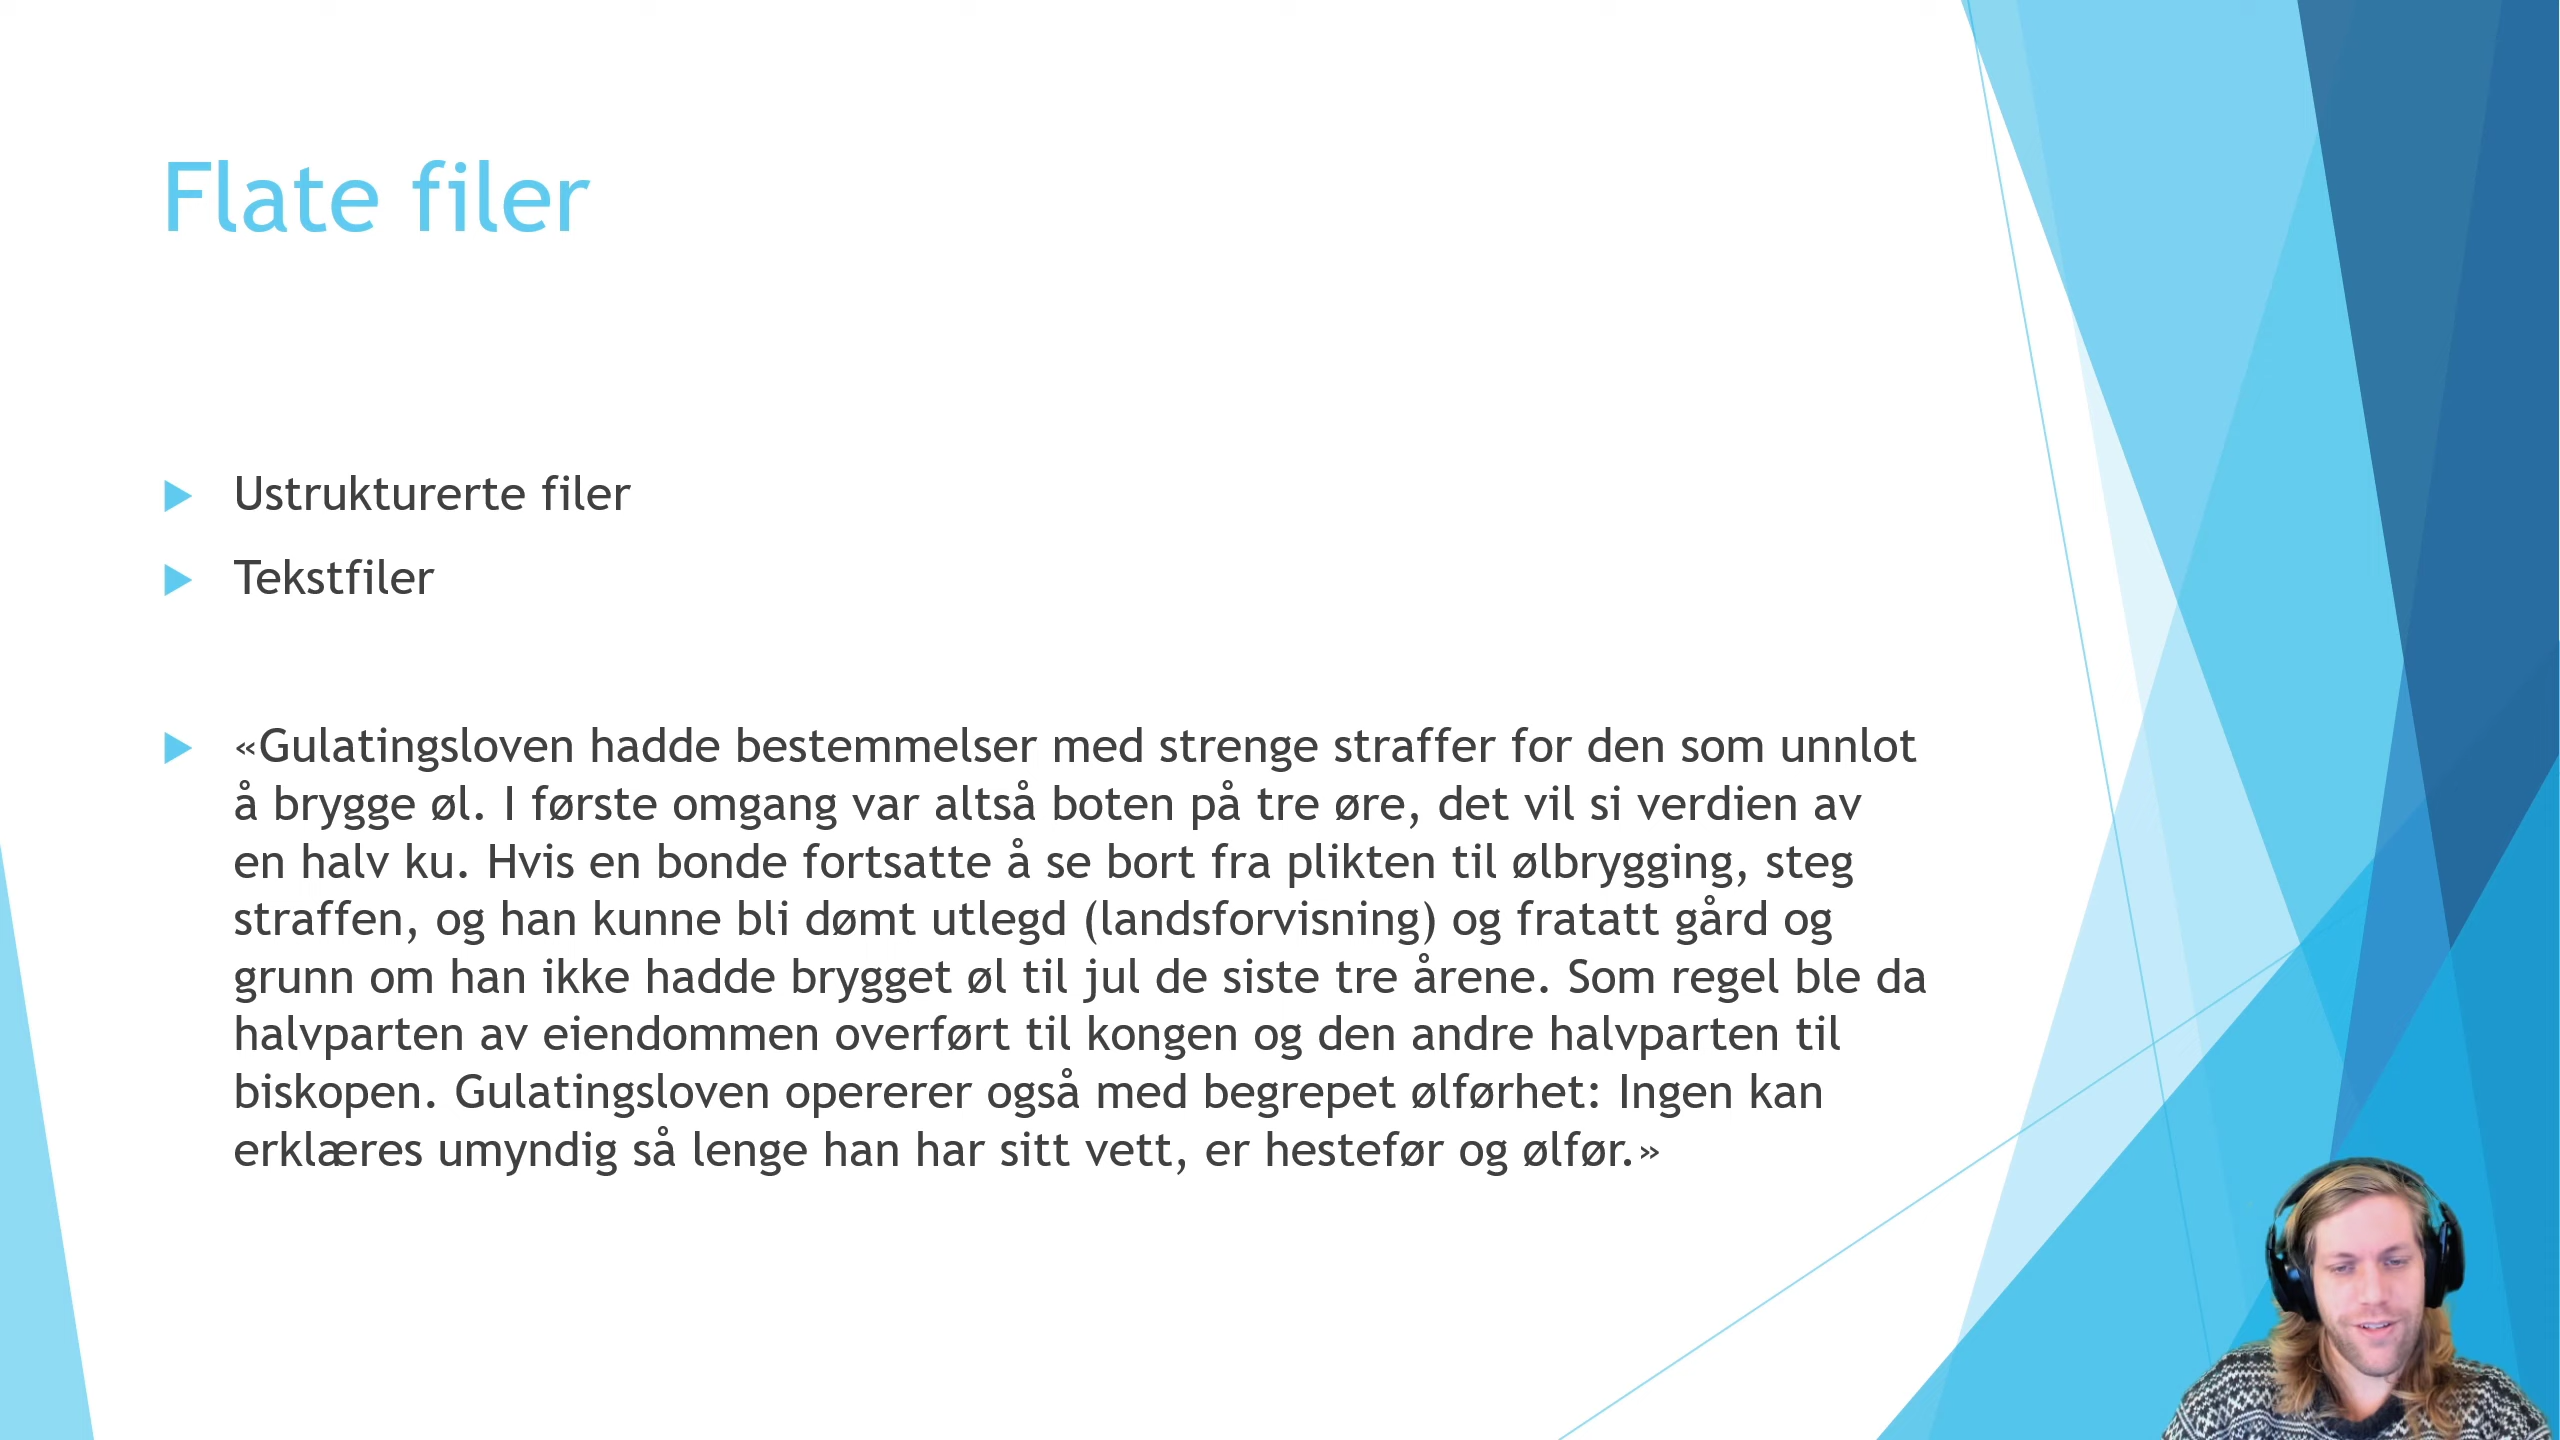 Flate filer
Ustrukturerte filer
Tekstfiler
«Gulatingsloven hadde bestemmelser med strenge straffer for den som unnlot
å brygge øl. I første omgang var altså boten på tre øre, det vil si verdien av
en halv ku. Hvis en bonde fortsatte å se bort fra plikten til ølbrygging, steg
straffen, og han kunne bli dømt utlegd (landsforvisning) og fratatt gård og
grunn om han ikke hadde brygget øl til jul de siste tre årene. Som regel ble da
halvparten av eiendommen overført til kongen og den andre halvparten til
biskopen. Gulatingsloven opererer også med begrepet ølførhet: Ingen kan
erklæres umyndig så lenge han har sitt vett, er hestefør og ølfør.»